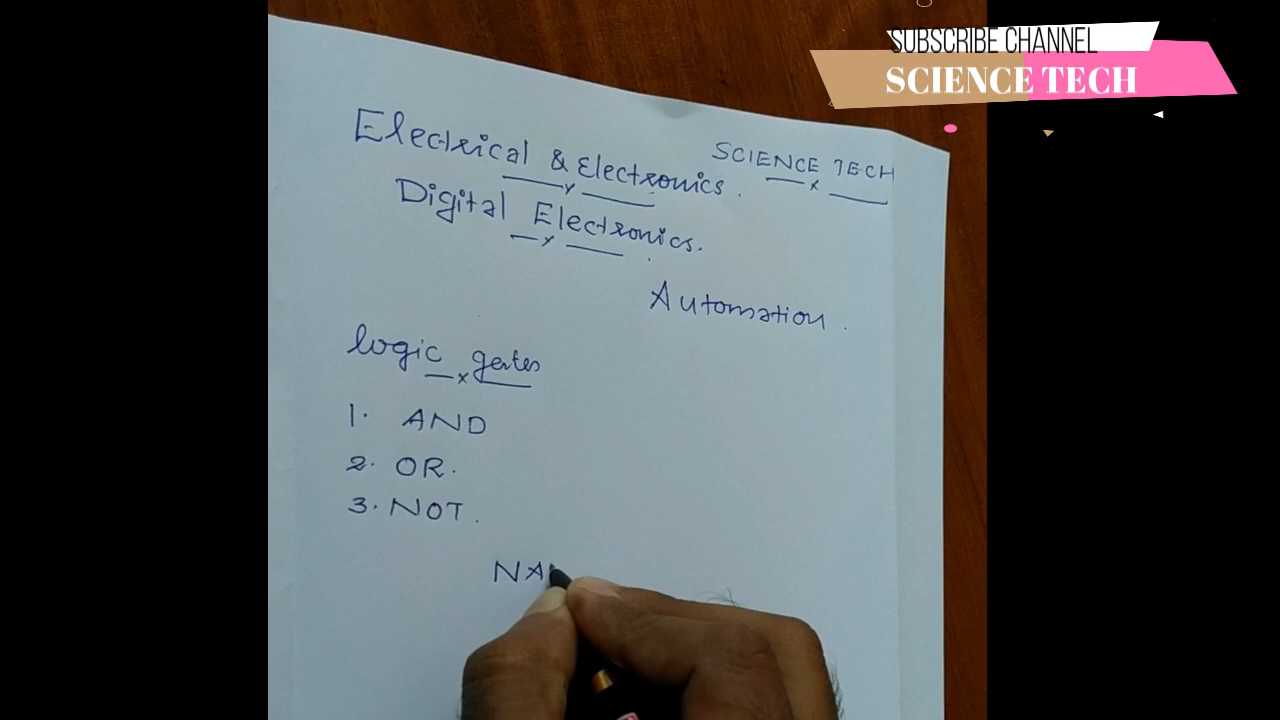 SUBSCRIBE CHANNEL
SCIENCE TECH
SCIENCE TECH
Electrical & Electronics.
Digital Electronics.
Automation.
logic gates
1. AND
2. OR.
3. NOT.
NA